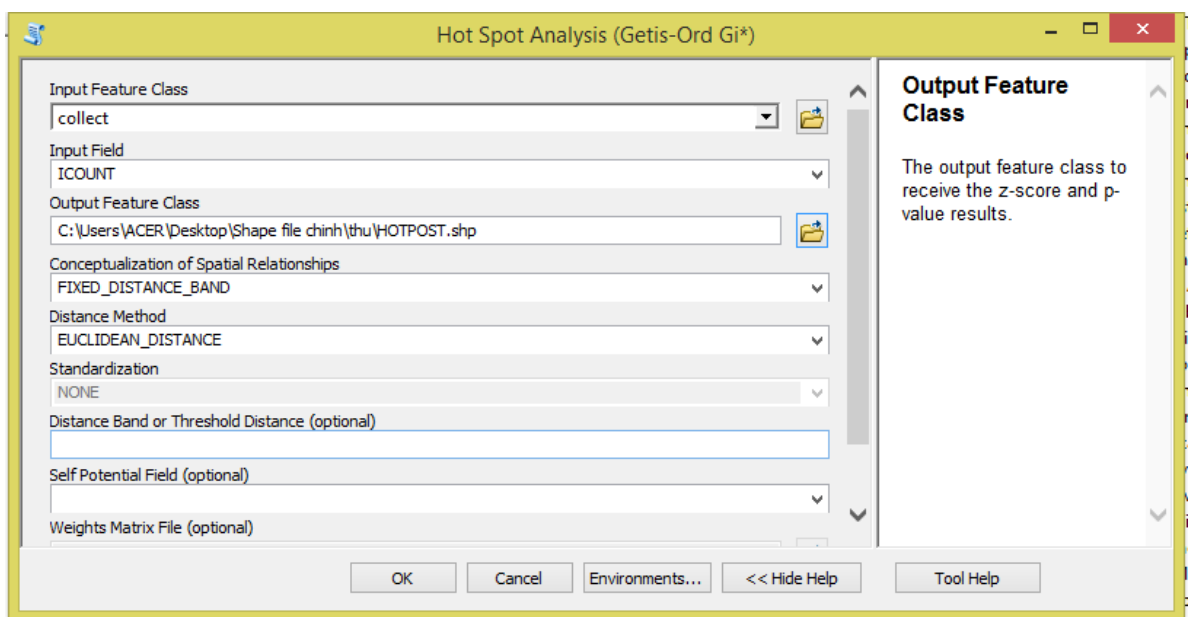 Hot Spot Analysis (Getis-Ord Gi*)
Input Feature Class
collect
Input Field
ICOUNT
Output Feature Class
C:\Users\ACER\Desktop\Shape file chinh\thu\HOTPOST.shp
Conceptualization of Spatial Relationships
FIXED_DISTANCE_BAND
Distance Method
EUCLIDEAN_DISTANCE
Standardization
NONE
Distance Band or Threshold Distance (optional)
Self Potential Field (optional)
Weights Matrix File (optional)
Output Feature
Class
The output feature class to
receive the z-score and p-
value results.
OK
Cancel
Environments...
<< Hide Help
Tool Help